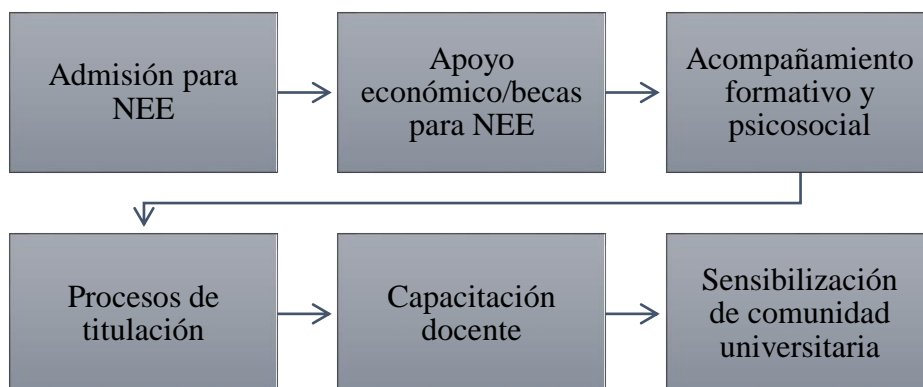 Admisión para
NEE
Apoyo
económico/becas
para NEE
Acompañamiento
formativo y
psicosocial
Procesos de
titulación
Capacitación
docente
Sensibilización
de comunidad
universitaria